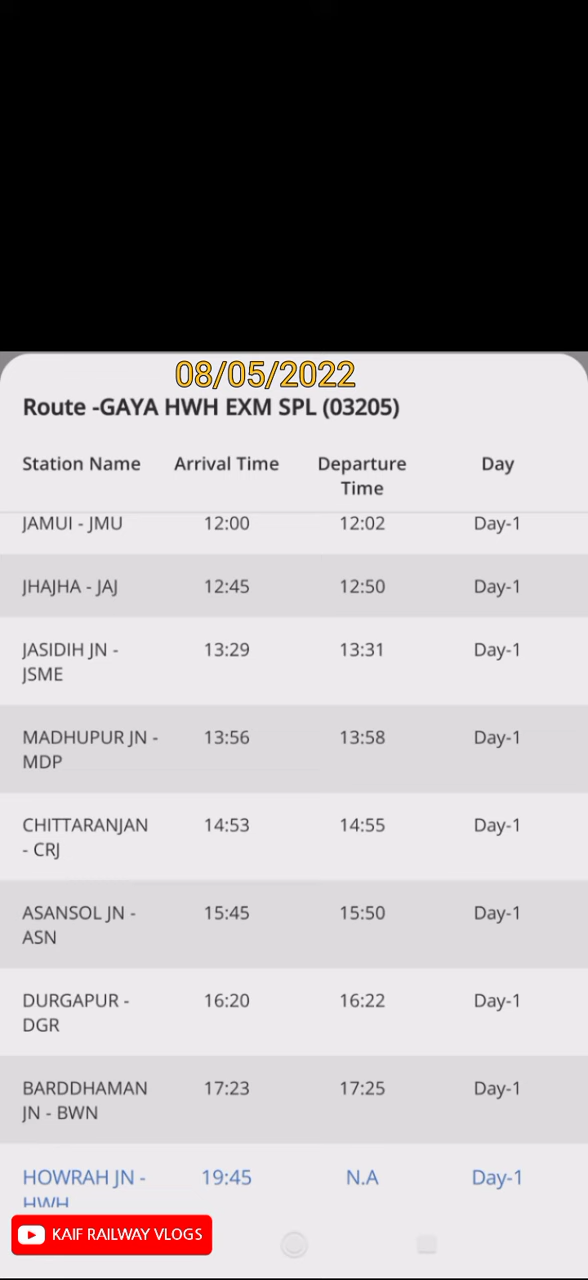 08/05/2022
Route -GAYA HWH EXM SPL (03205)
Station Name Arrival Time Departure Time Day
JAMUI - JMU 12:00 12:02 Day-1
JHAJHA - JAJ 12:45 12:50 Day-1
JASIDIH JN - JSME 13:29 13:31 Day-1
MADHUPUR JN - MDP 13:56 13:58 Day-1
CHITTARANJAN - CRJ 14:53 14:55 Day-1
ASANSOL JN - ASN 15:45 15:50 Day-1
DURGAPUR - DGR 16:20 16:22 Day-1
BARDDHAMAN JN - BWN 17:23 17:25 Day-1
HOWRAH JN - HWH 19:45 N.A Day-1
KAIF RAILWAY VLOGS